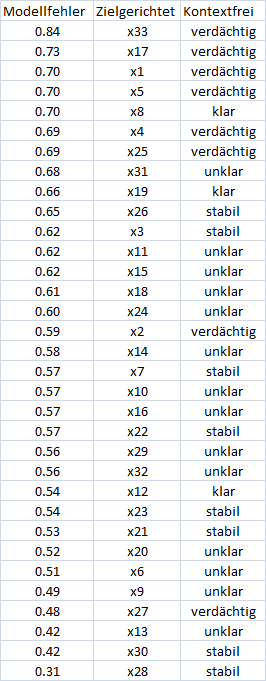 Modellfehler Zielgerichtet Kontextfrei
0.84 x33 verdächtig
0.73 x17 verdächtig
0.70 x1 verdächtig
0.70 x5 verdächtig
0.70 x8 klar
0.69 x4 verdächtig
0.69 x25 verdächtig
0.68 x31 unklar
0.66 x19 klar
0.65 x26 stabil
0.62 x3 stabil
0.62 x11 unklar
0.62 x15 unklar
0.61 x18 unklar
0.60 x24 unklar
0.59 x2 verdächtig
0.58 x14 unklar
0.57 x7 stabil
0.57 x10 unklar
0.57 x16 unklar
0.57 x22 stabil
0.56 x29 unklar
0.56 x32 unklar
0.54 x12 klar
0.54 x23 stabil
0.53 x21 stabil
0.52 x20 unklar
0.51 x6 unklar
0.49 x9 unklar
0.48 x27 verdächtig
0.42 x13 unklar
0.42 x30 stabil
0.31 x28 stabil